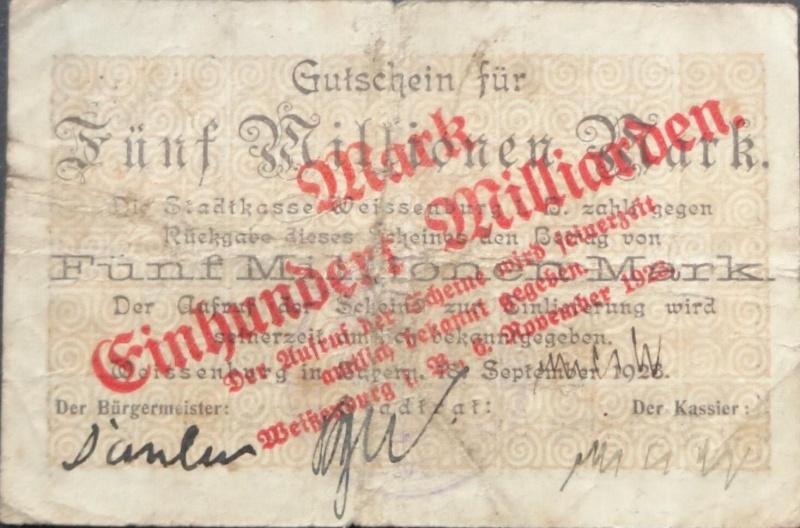 Gutschein für
Fünf Millionen Mark.
Die Stadtkasse Weissenburg i. B. zahlt gegen
Rückgabe dieses Scheines den Betrag von
Fünf Millionen Mark.
Der Aufruf der Scheins zur Einlieferung wird
seinerzeit amtlich bekanntgegeben.
Weissenburg in Bayern, 18. September 1923.
Der Bürgermeister:
Stadtrat:
Der Kassier:
Mark
Einhundert Milliarden.
Der Aufruf der Scheine wird seinerzeit
amtlich bekannt gegeben.
Weißenburg i. B., 6. November 1923.